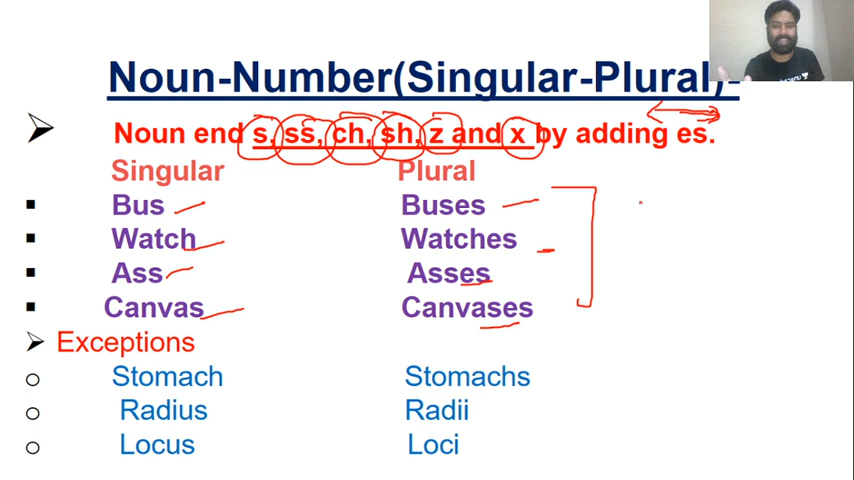 Noun-Number(Singular-Plural)-
Noun end s, ss, ch, sh, z and x by adding es.
Singular Plural
Bus Buses
Watch Watches
Ass Asses
Canvas Canvases
Exceptions
Stomach Stomachs
Radius Radii
Locus Loci